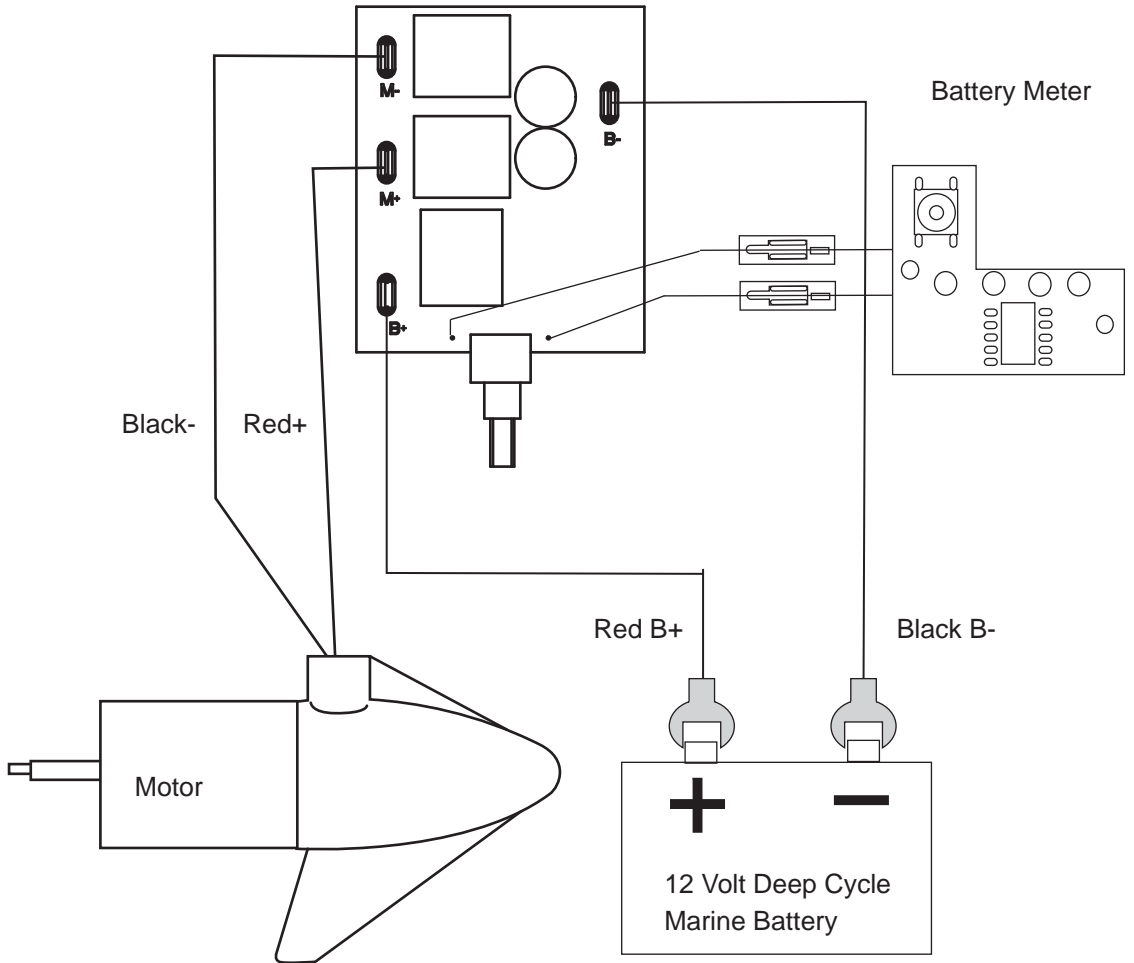 M-
B-
Battery Meter
M+
B+
Black-
Red+
Red B+
Black B-
Motor
+
-
12 Volt Deep Cycle
Marine Battery